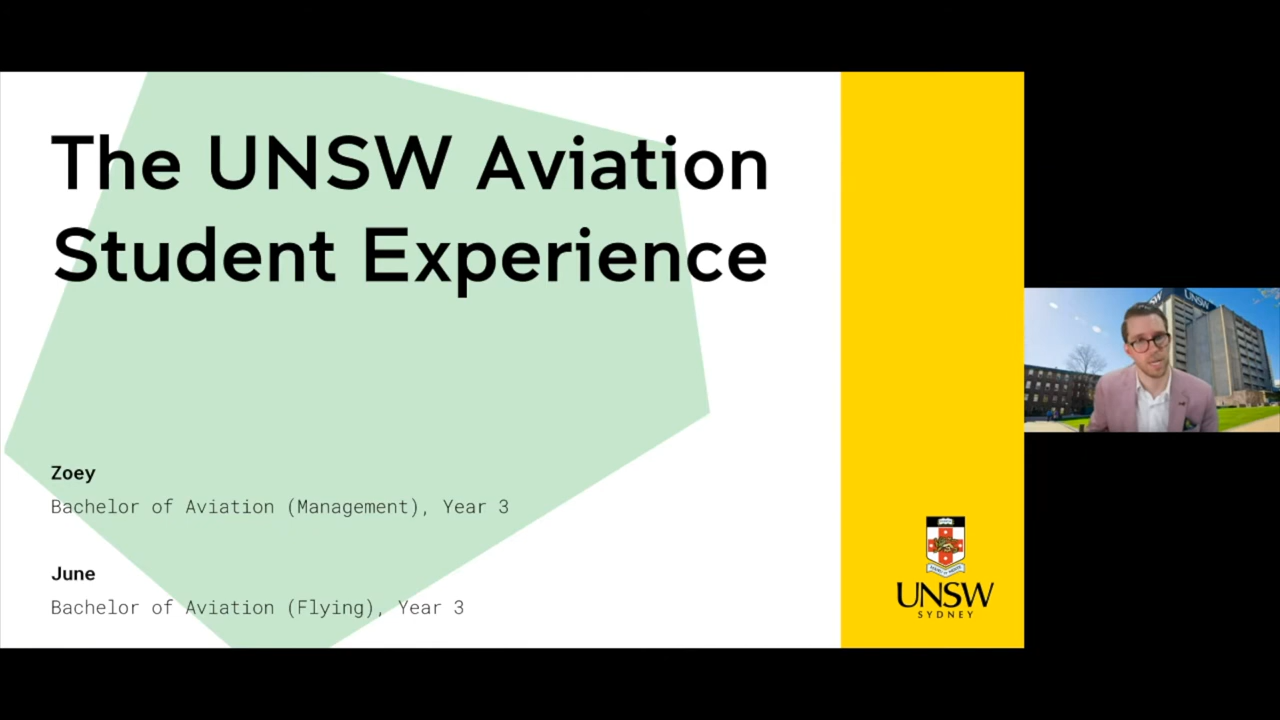 The UNSW Aviation
Student Experience
Zoey
Bachelor of Aviation (Management), Year 3
June
Bachelor of Aviation (Flying), Year 3
UNSW
SYDNEY
UNSW